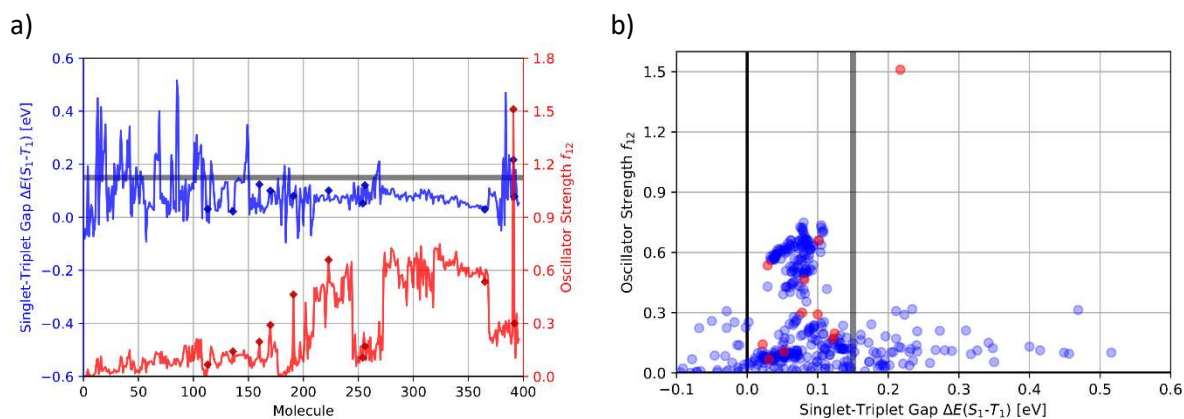 a)
b)
0.6
0.4
0.2
0.0
−0.2
−0.4
−0.6
Singlet-Triplet Gap ΔE(S₁-T₁) [eV]
0 50 100 150 200 250 300 350 400
Molecule
1.8
1.5
1.2
0.9
0.6
0.3
0.0
Oscillator Strength f₁₂
1.5
1.2
0.9
0.6
0.3
0.0
Oscillator Strength f₁₂
−0.1 0.0 0.1 0.2 0.3 0.4 0.5 0.6
Singlet-Triplet Gap ΔE(S₁-T₁) [eV]